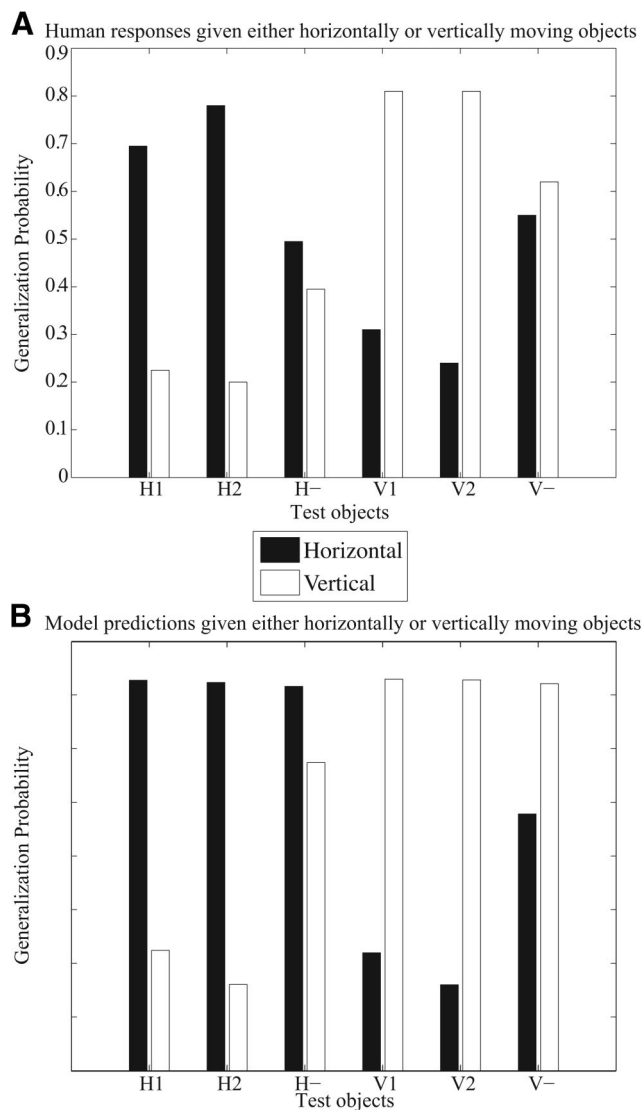 A Human responses given either horizontally or vertically moving objects
0.9
0.8
0.7
0.6
0.5
0.4
0.3
0.2
0.1
0
Generalization Probability
H1 H2 H− V1 V2 V−
Test objects
Horizontal
Vertical
B Model predictions given either horizontally or vertically moving objects
Generalization Probability
H1 H2 H− V1 V2 V−
Test objects